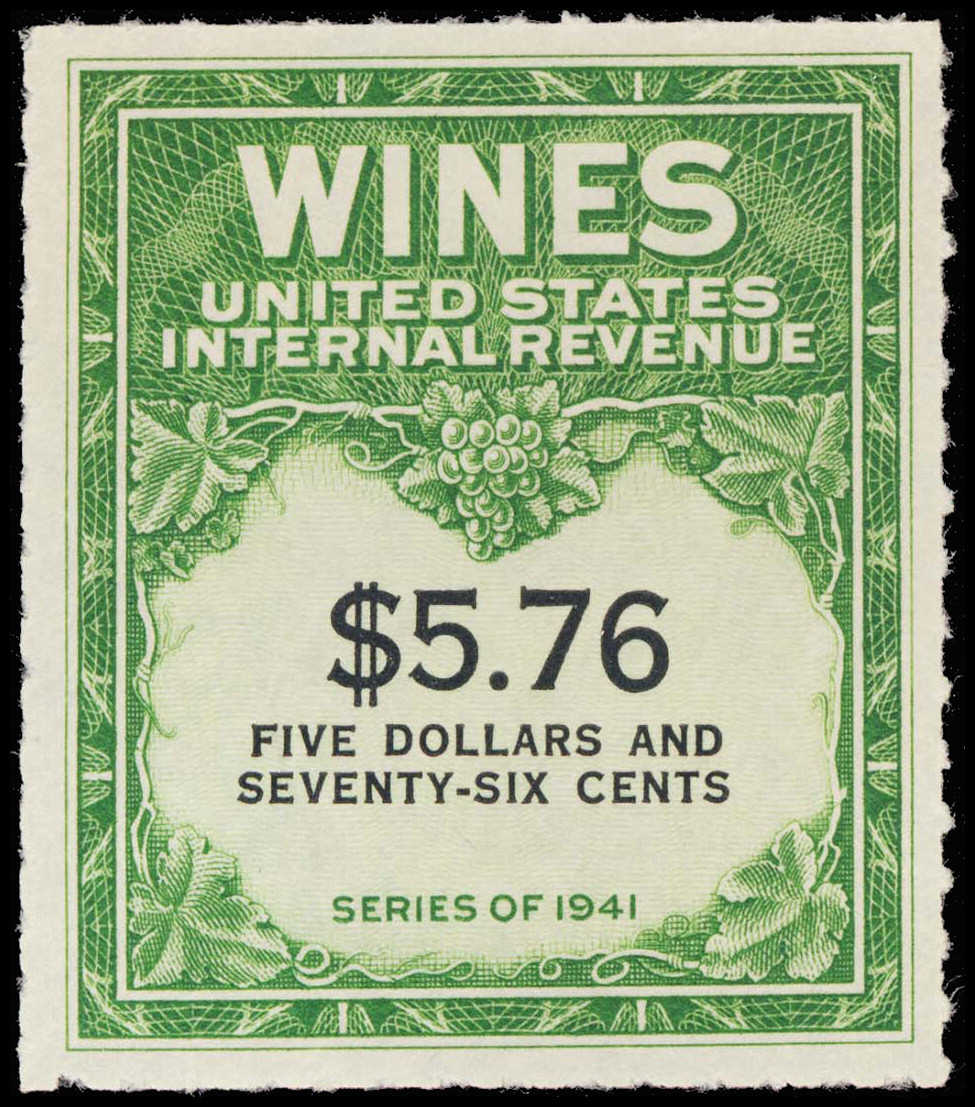 WINES
UNITED STATES
INTERNAL REVENUE
$5.76
FIVE DOLLARS AND
SEVENTY-SIX CENTS
SERIES OF 1941